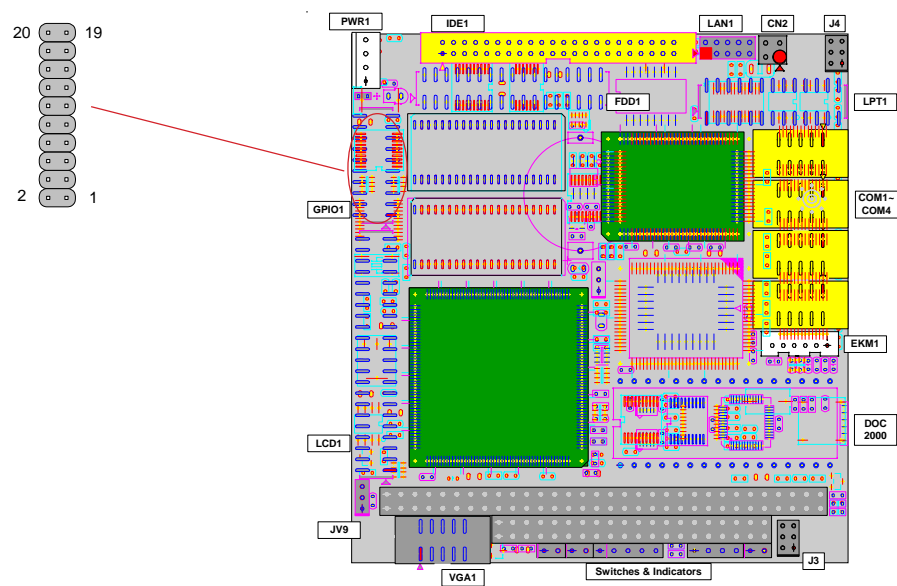 PWR1
IDE1
LAN1
CN2
J4
20
19
FDD1
LPT1
2
1
GPIO1
COM1~
COM4
EKM1
LCD1
DOC
2000
JV9
VGA1
Switches & Indicators
J3